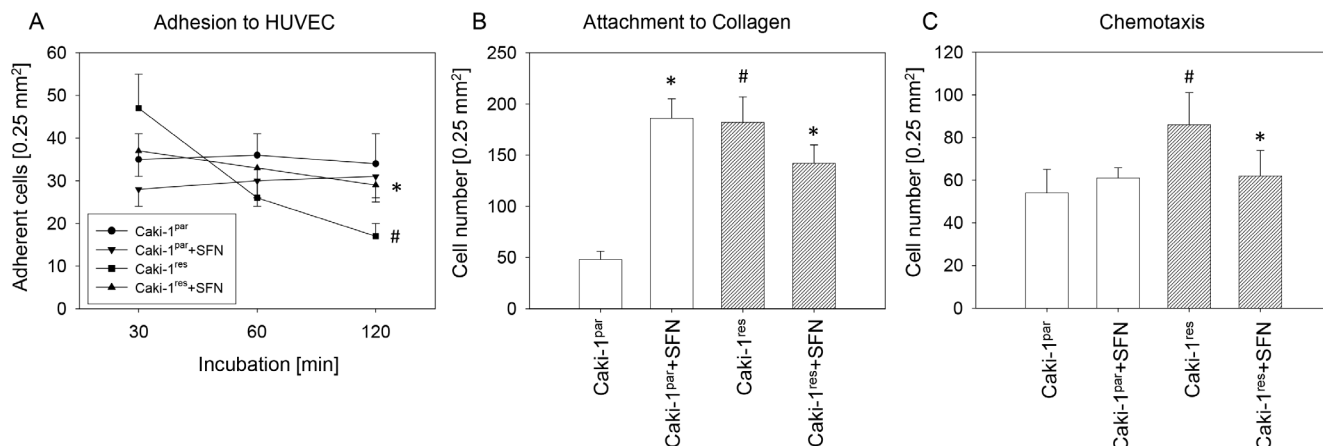 A
Adhesion to HUVEC
Adherent cells [0.25 mm²]
60
50
40
30
20
10
0
Caki-1ᵖᵃʳ
Caki-1ᵖᵃʳ+SFN
Caki-1ʳᵉˢ
Caki-1ʳᵉˢ+SFN
*
#
30
60
120
Incubation [min]
B
Attachment to Collagen
Cell number [0.25 mm²]
250
200
150
100
50
0
*
#
*
Caki-1ᵖᵃʳ
Caki-1ᵖᵃʳ+SFN
Caki-1ʳᵉˢ
Caki-1ʳᵉˢ+SFN
C
Chemotaxis
Cell number [0.25 mm²]
120
100
80
60
40
20
0
#
*
Caki-1ᵖᵃʳ
Caki-1ᵖᵃʳ+SFN
Caki-1ʳᵉˢ
Caki-1ʳᵉˢ+SFN